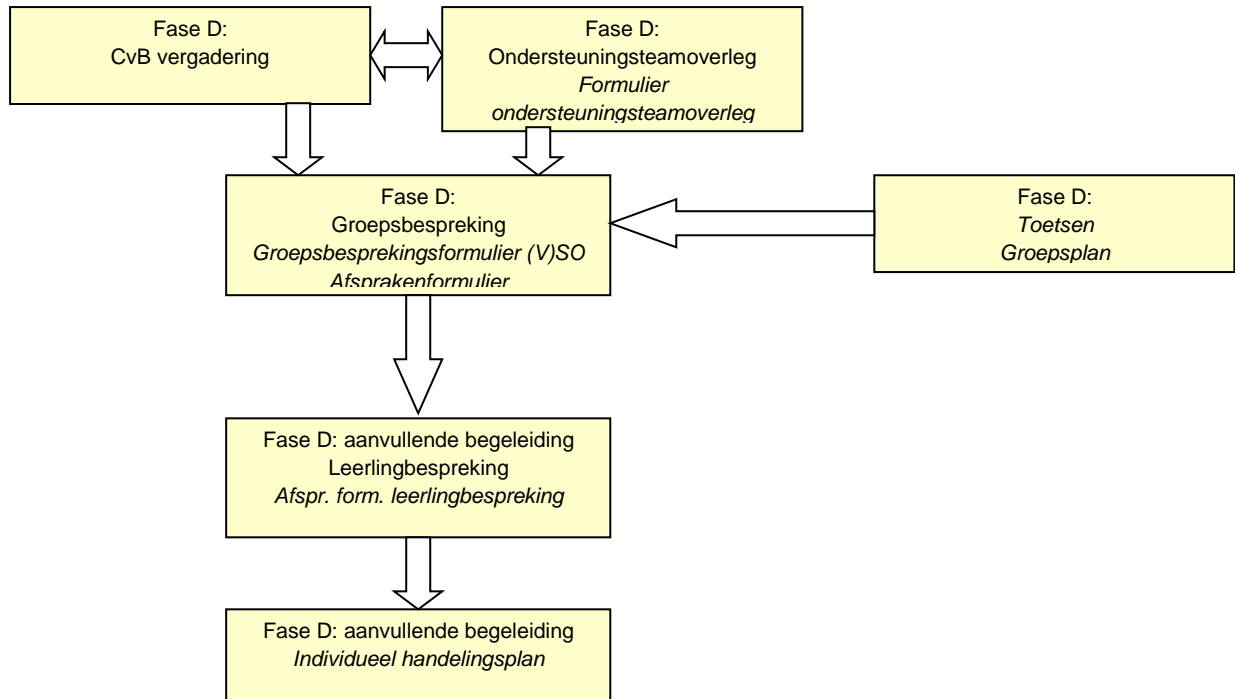 Fase D:
CvB vergadering
Fase D:
Ondersteuningsteamoverleg
Formulier
ondersteuningsteamoverleg
Fase D:
Groepsbespreking
Groepsbesprekingsformulier (V)SO
Afsprakenformulier
Fase D:
Toetsen
Groepsplan
Fase D: aanvullende begeleiding
Leerlingbespreking
Afspr. form. leerlingbespreking
Fase D: aanvullende begeleiding
Individueel handelingsplan